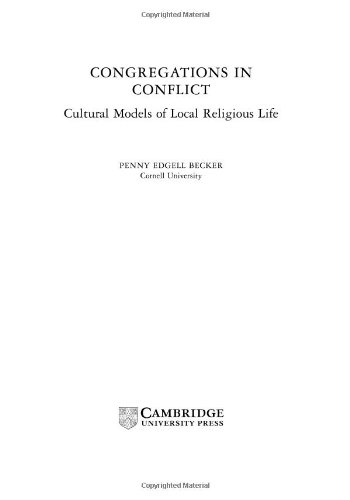 Copyrighted Material
CONGREGATIONS IN
CONFLICT
Cultural Models of Local Religious Life
PENNY EDGELL BECKER
Cornell University
CAMBRIDGE
UNIVERSITY PRESS
Copyrighted Material